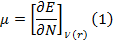 μ = [∂E/∂N]ᵥ₍ᵣ₎ (1)